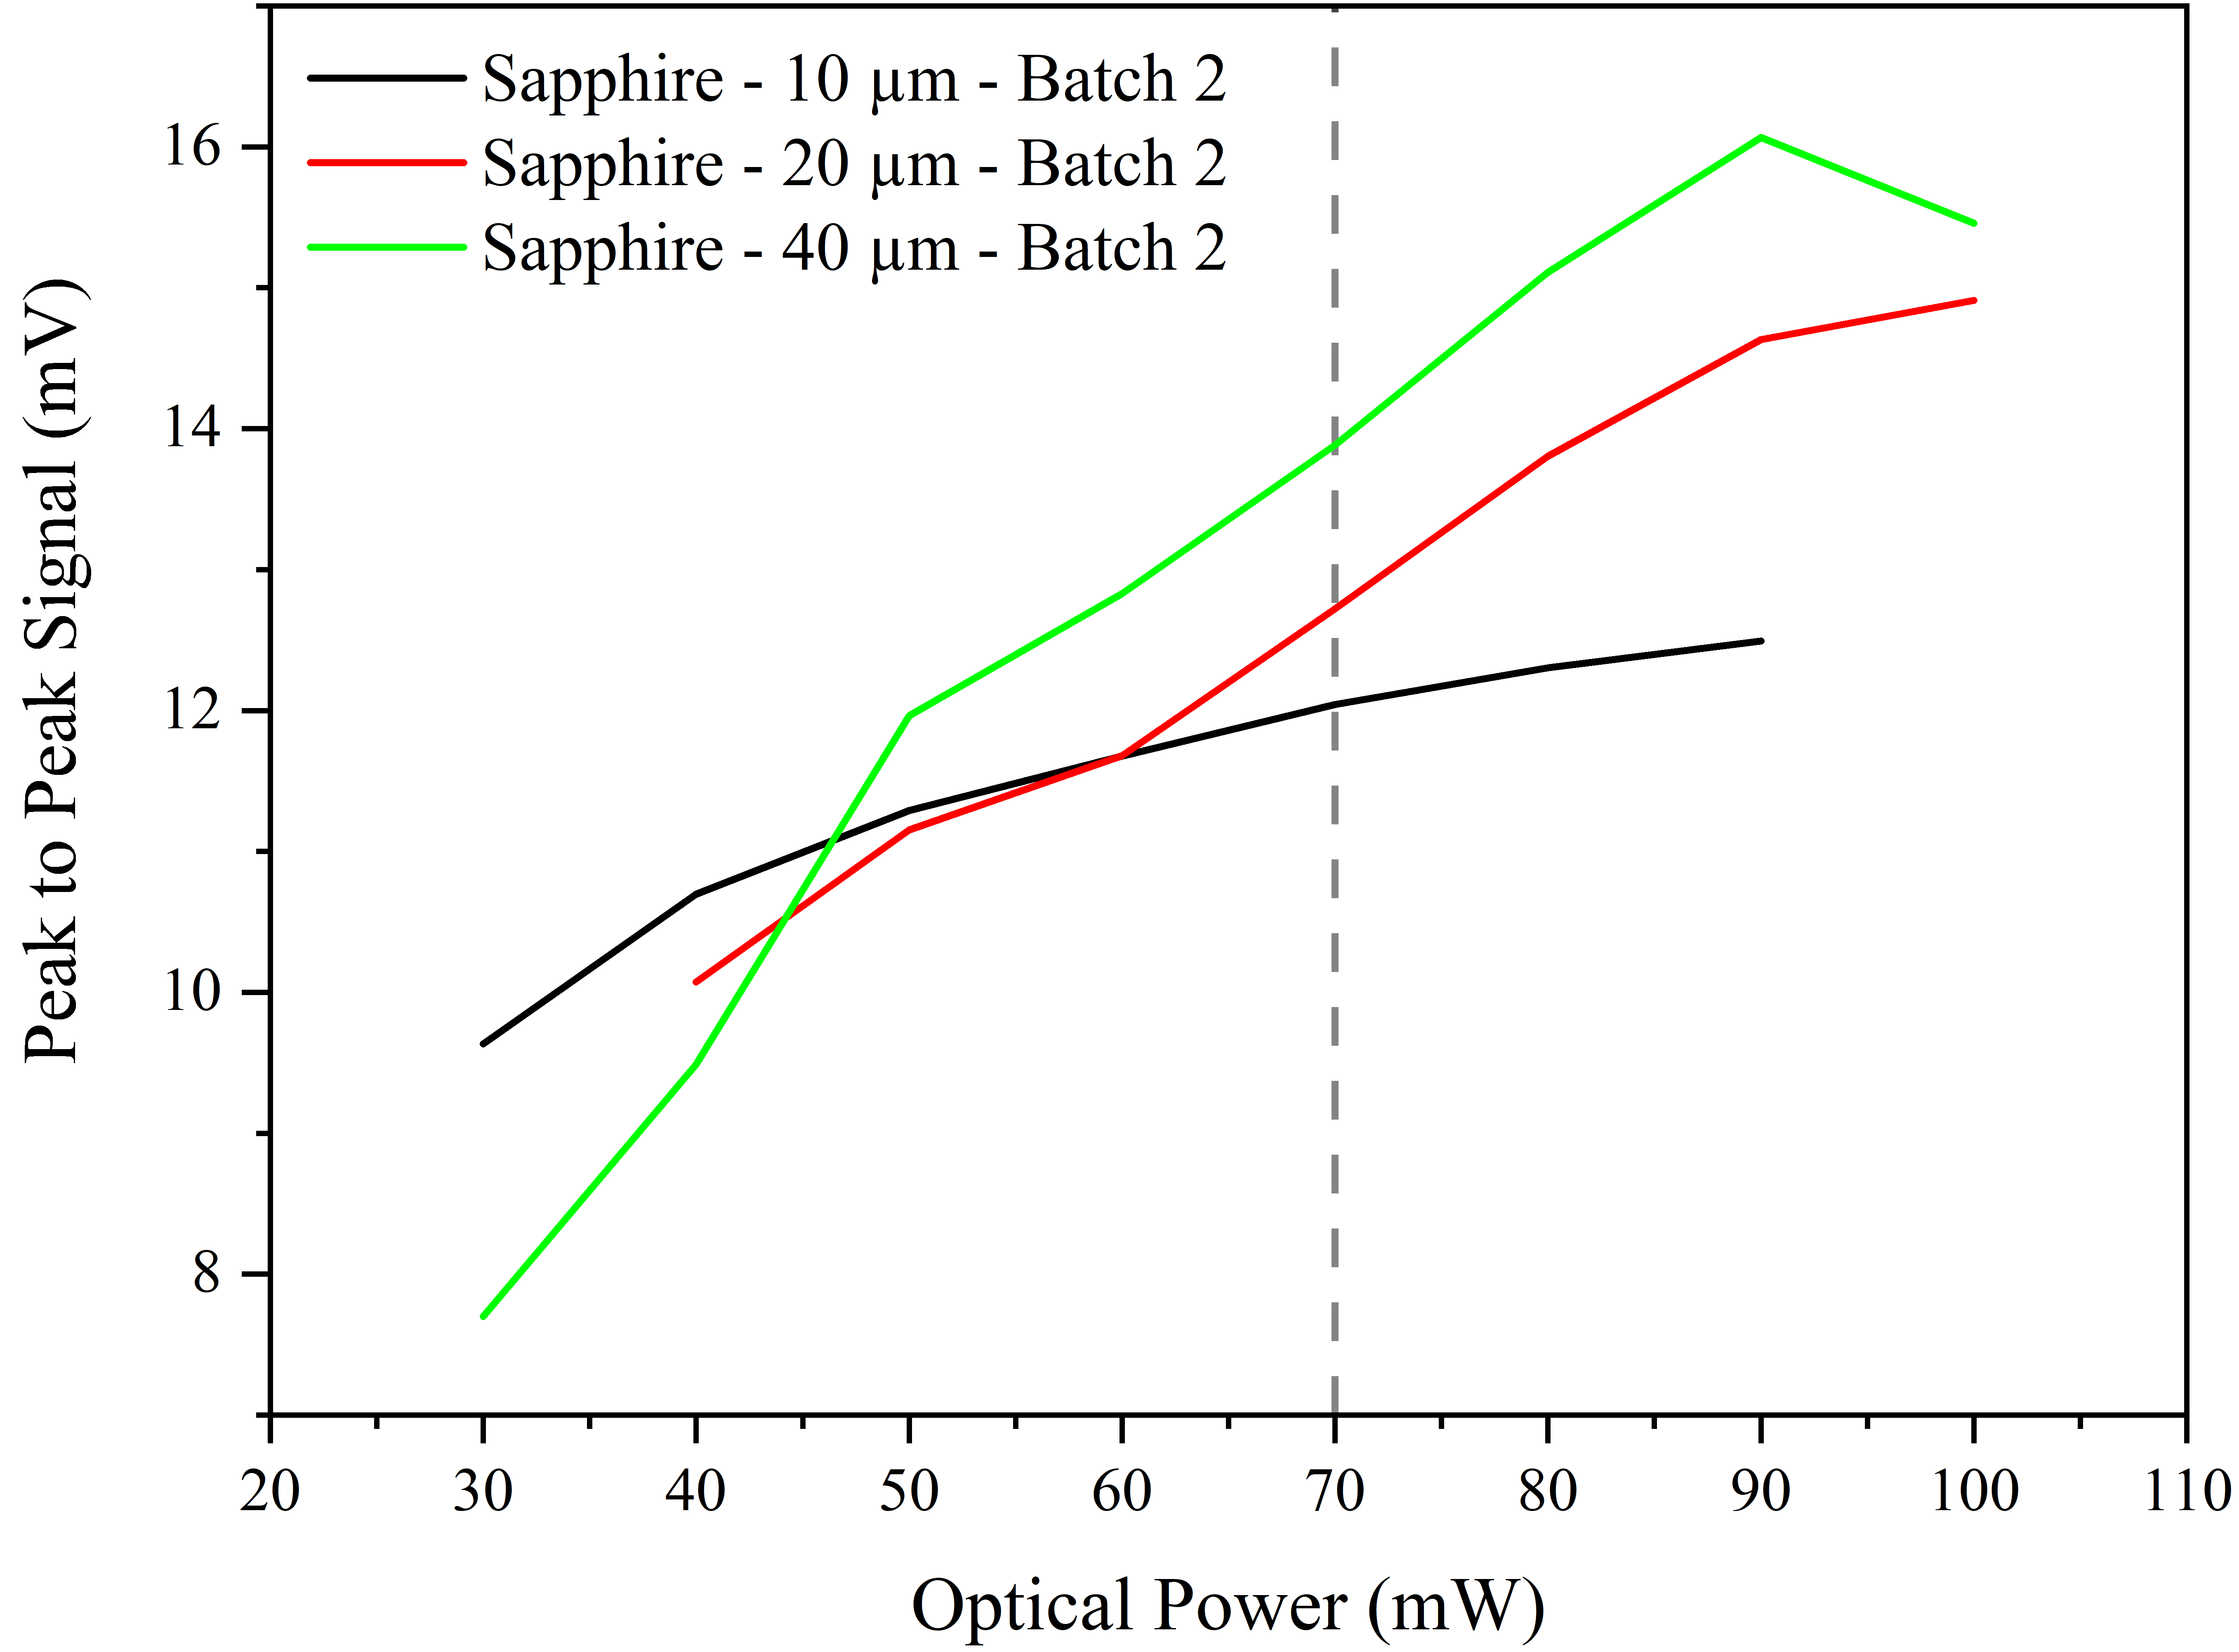 Sapphire - 10 µm - Batch 2
Sapphire - 20 µm - Batch 2
Sapphire - 40 µm - Batch 2
Peak to Peak Signal (mV)
16
14
12
10
8
20 30 40 50 60 70 80 90 100 110
Optical Power (mW)